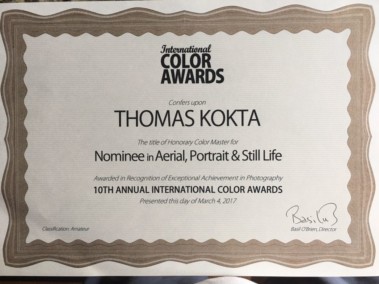 International
COLOR
AWARDS
Confers upon
THOMAS KOKTA
The title of Honorary Color Master for
Nominee in Aerial, Portrait & Still Life
Awarded in Recognition of Exceptional Achievement in Photography
10TH ANNUAL INTERNATIONAL COLOR AWARDS
Presented this day of March 4, 2017
Classification: Amateur
Basil O'Brien, Director